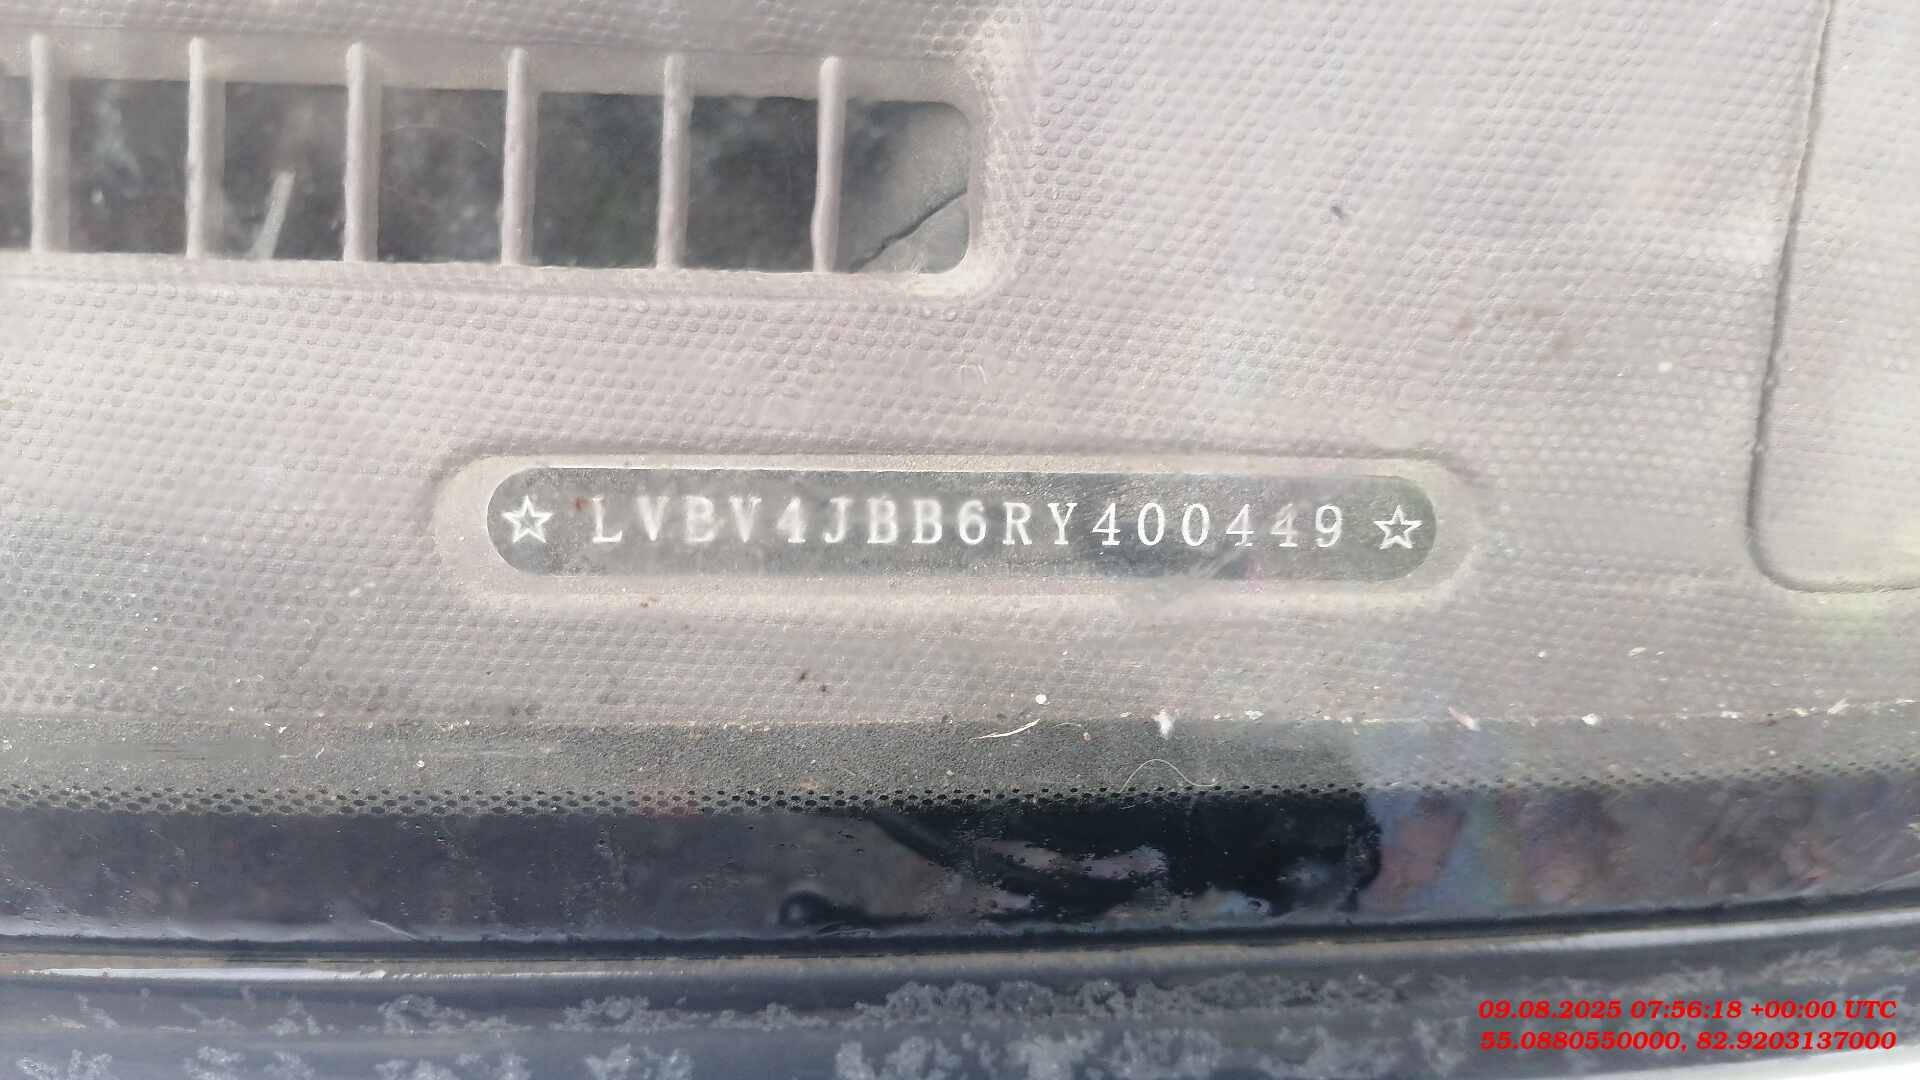 ☆ LVBV4JBB6RY400449 ☆
09.08.2025 07:56:18 +00:00 UTC
55.0880550000, 82.9203137000